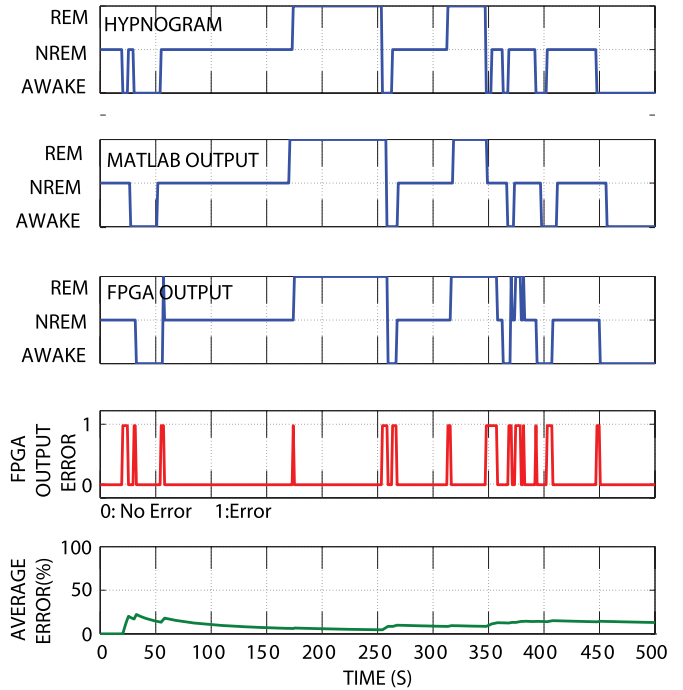 HYPNOGRAM
REM
NREM
AWAKE
MATLAB OUTPUT
REM
NREM
AWAKE
FPGA OUTPUT
REM
NREM
AWAKE
FPGA
OUTPUT
ERROR
1
0
0: No Error 1:Error
AVERAGE
ERROR(%)
100
50
0
0 50 100 150 200 250 300 350 400 450 500
TIME (S)